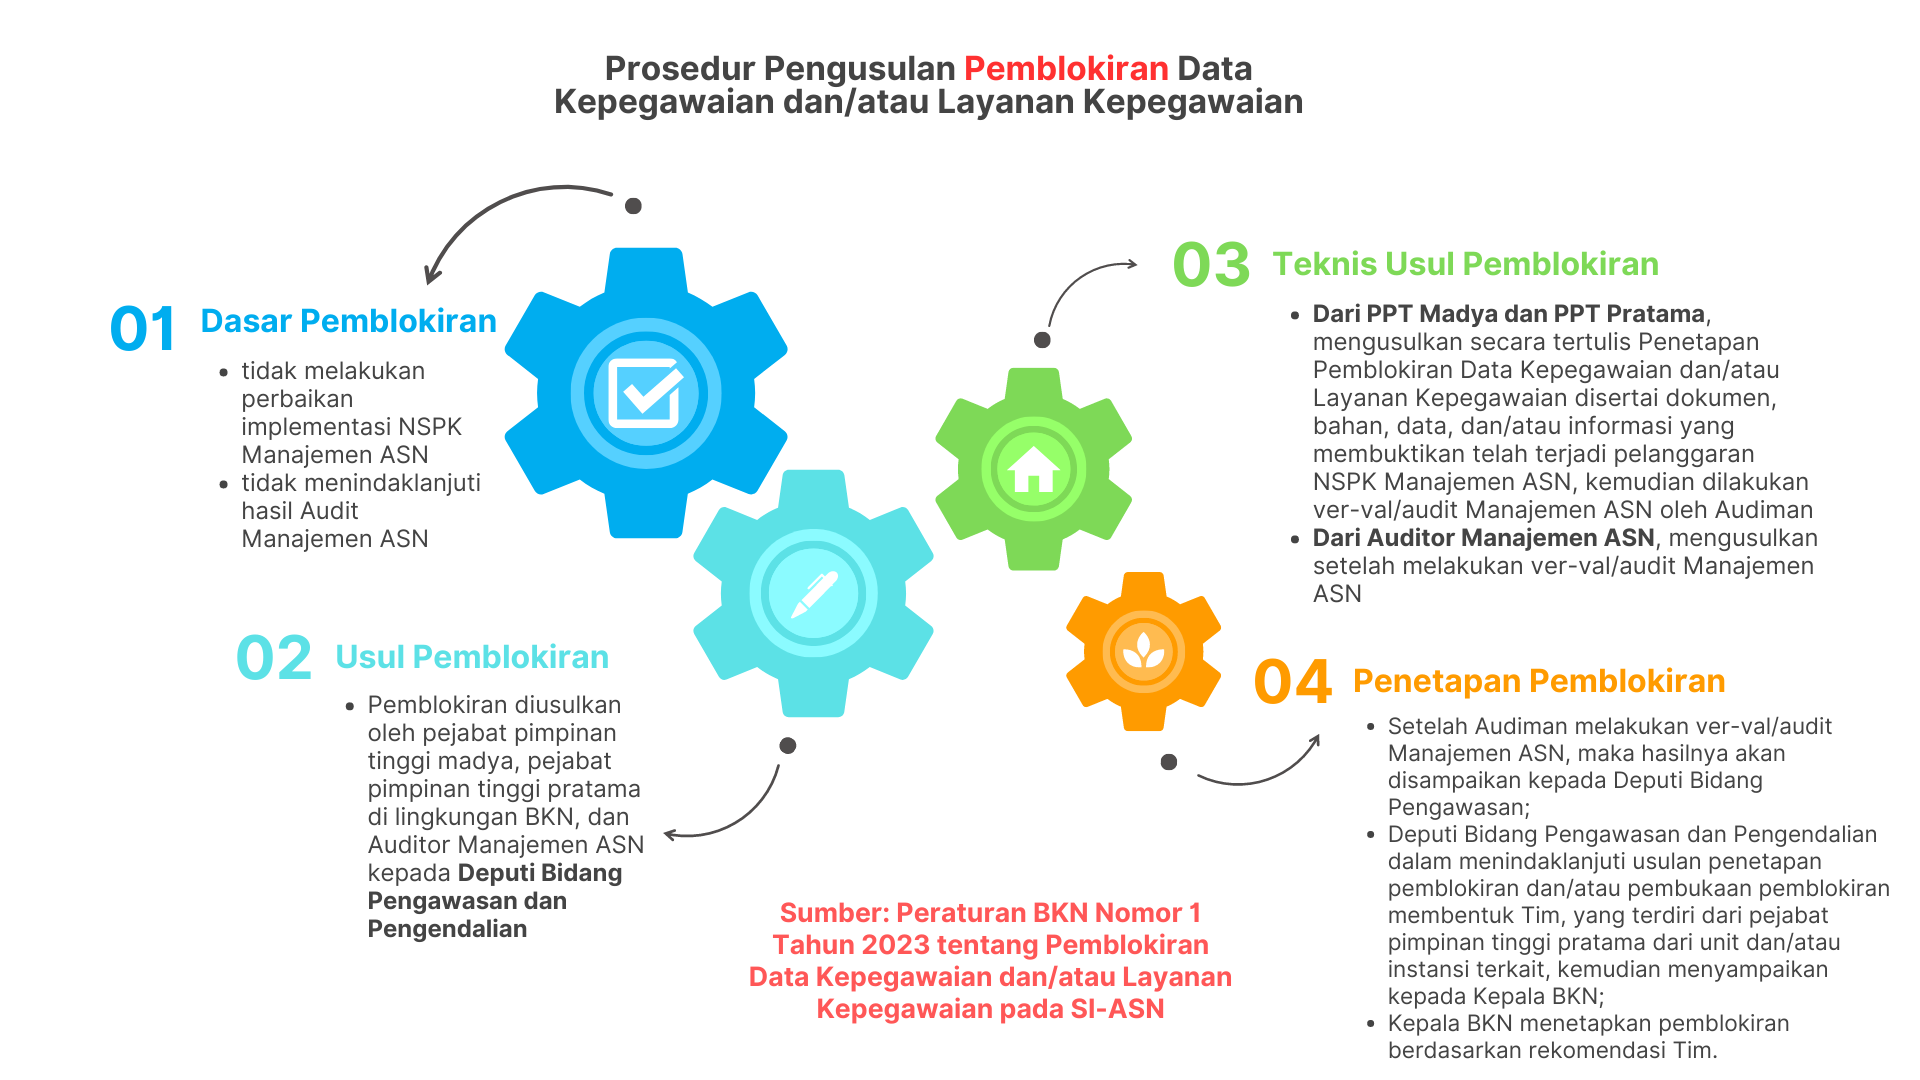 Prosedur Pengusulan Pemblokiran Data
Kepegawaian dan/atau Layanan Kepegawaian
01 Dasar Pemblokiran
• tidak melakukan
perbaikan
implementasi NSPK
Manajemen ASN
• tidak menindaklanjuti
hasil Audit
Manajemen ASN
02 Usul Pemblokiran
• Pemblokiran diusulkan
oleh pejabat pimpinan
tinggi madya, pejabat
pimpinan tinggi pratama
di lingkungan BKN, dan
Auditor Manajemen ASN
kepada Deputi Bidang
Pengawasan dan
Pengendalian
03 Teknis Usul Pemblokiran
• Dari PPT Madya dan PPT Pratama,
mengusulkan secara tertulis Penetapan
Pemblokiran Data Kepegawaian dan/atau
Layanan Kepegawaian disertai dokumen,
bahan, data, dan/atau informasi yang
membuktikan telah terjadi pelanggaran
NSPK Manajemen ASN, kemudian dilakukan
ver-val/audit Manajemen ASN oleh Audiman
• Dari Auditor Manajemen ASN, mengusulkan
setelah melakukan ver-val/audit Manajemen
ASN
04 Penetapan Pemblokiran
• Setelah Audiman melakukan ver-val/audit
Manajemen ASN, maka hasilnya akan
disampaikan kepada Deputi Bidang
Pengawasan;
• Deputi Bidang Pengawasan dan Pengendalian
dalam menindaklanjuti usulan penetapan
pemblokiran dan/atau pembukaan pemblokiran
membentuk Tim, yang terdiri dari pejabat
pimpinan tinggi pratama dari unit dan/atau
instansi terkait, kemudian menyampaikan
kepada Kepala BKN;
• Kepala BKN menetapkan pemblokiran
berdasarkan rekomendasi Tim.
Sumber: Peraturan BKN Nomor 1
Tahun 2023 tentang Pemblokiran
Data Kepegawaian dan/atau Layanan
Kepegawaian pada SI-ASN